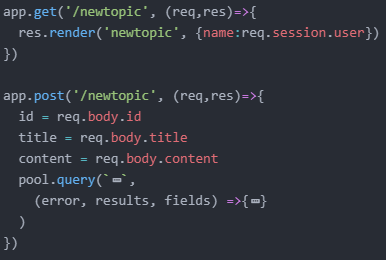 app.get('/newtopic', (req,res)=>{
  res.render('newtopic', {name:req.session.user})
})

app.post('/newtopic', (req,res)=>{
  id = req.body.id
  title = req.body.title
  content = req.body.content
  pool.query(`⋯`,
    (error, results, fields) =>{⋯}
  )
})